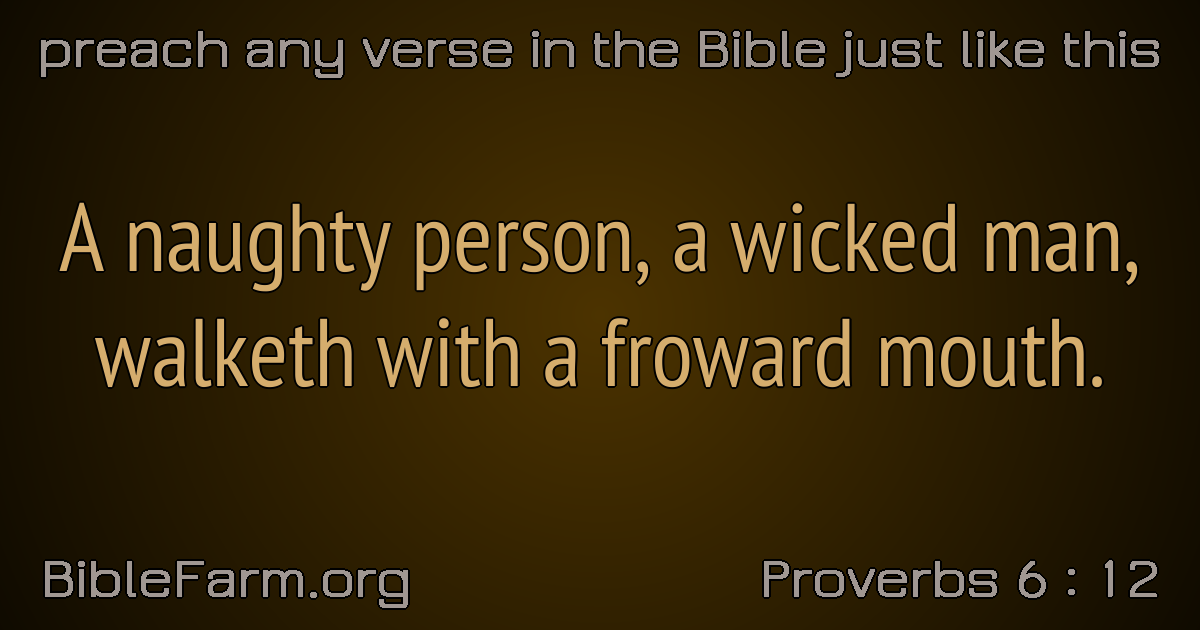 preach any verse in the Bible just like this
A naughty person, a wicked man,
walketh with a froward mouth.
BibleFarm.org
Proverbs 6 : 12